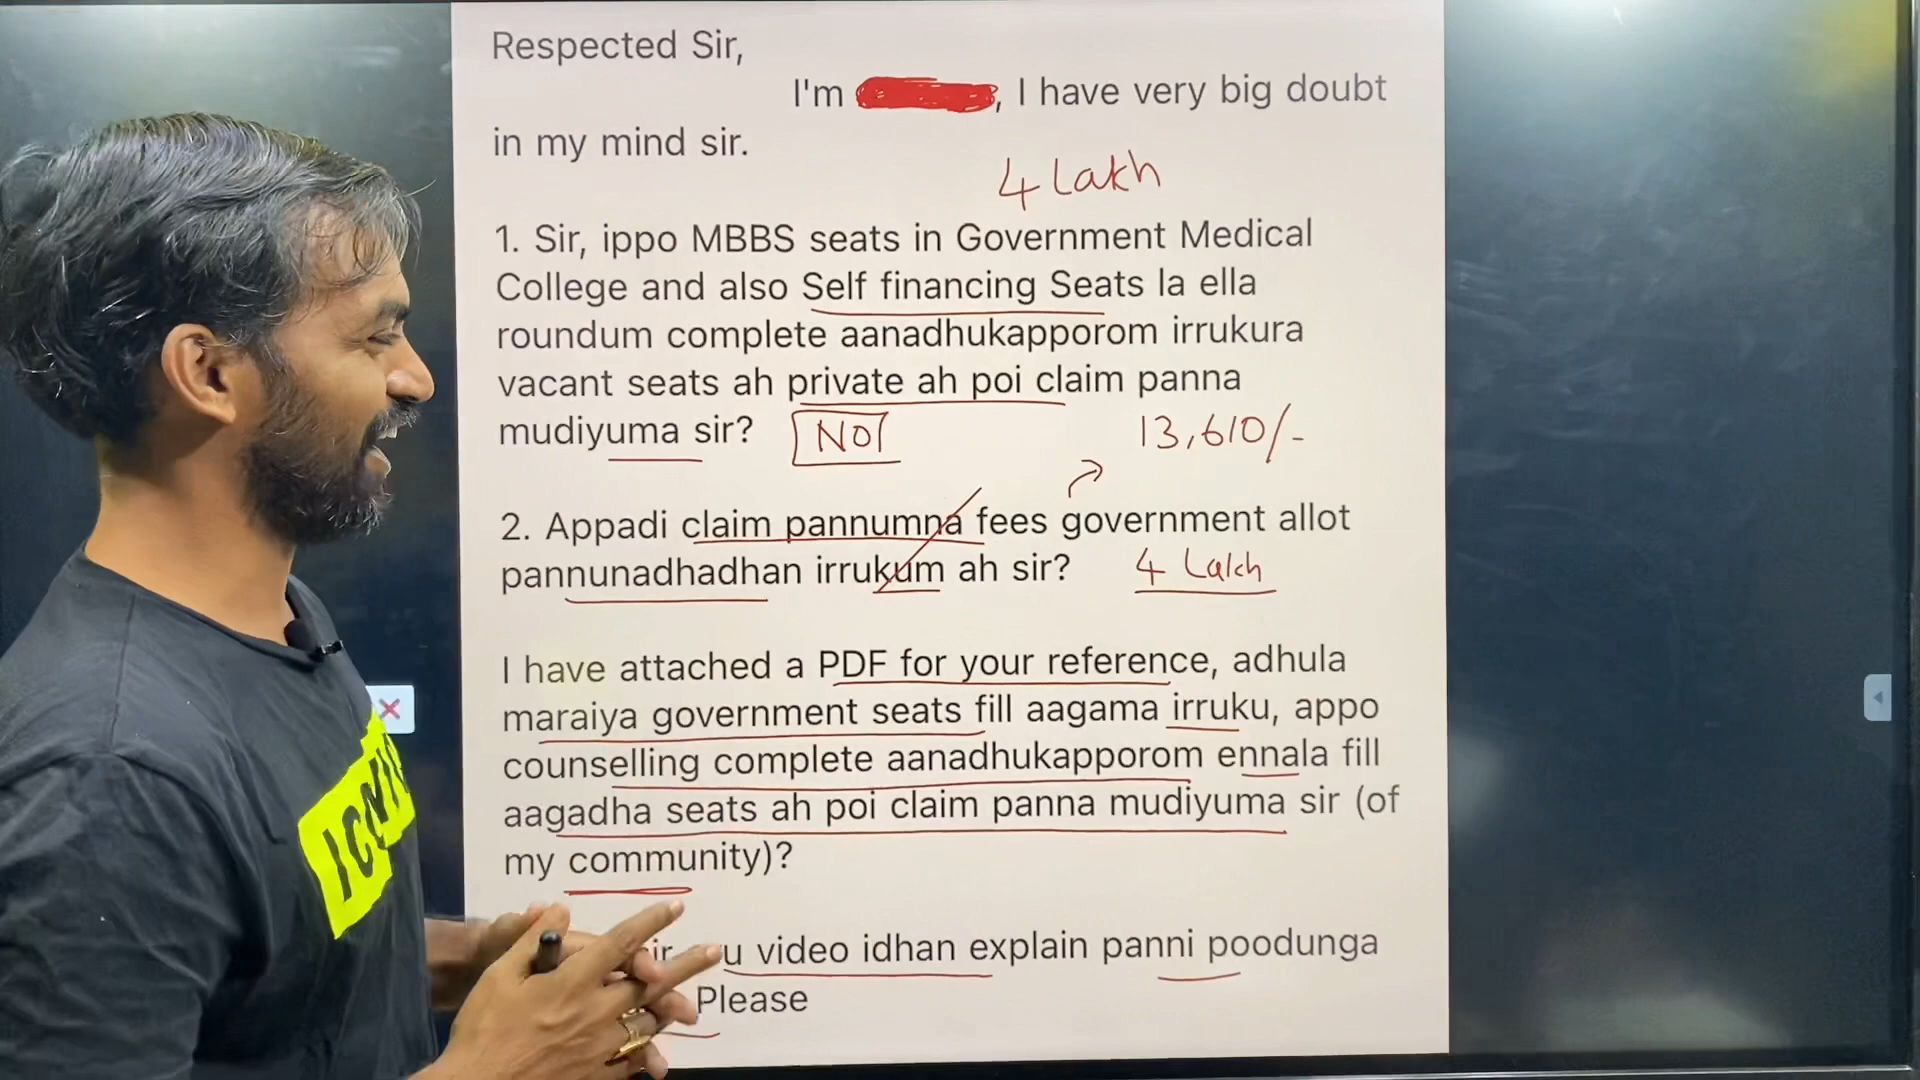 Respected Sir,
I'm , I have very big doubt
in my mind sir.
4 Lakh
1. Sir, ippo MBBS seats in Government Medical
College and also Self financing Seats la ella
roundum complete aanadhukapporom irrukura
vacant seats ah private ah poi claim panna
mudiyuma sir? NO
13,610/-
2. Appadi claim pannumna fees government allot
pannunadhadhan irrukum ah sir? 4 Lakh
I have attached a PDF for your reference, adhula
maraiya government seats fill aagama irruku, appo
counselling complete aanadhukapporom ennala fill
aagadha seats ah poi claim panna mudiyuma sir (of
my community)?
video idhan explain panni poodunga
Please